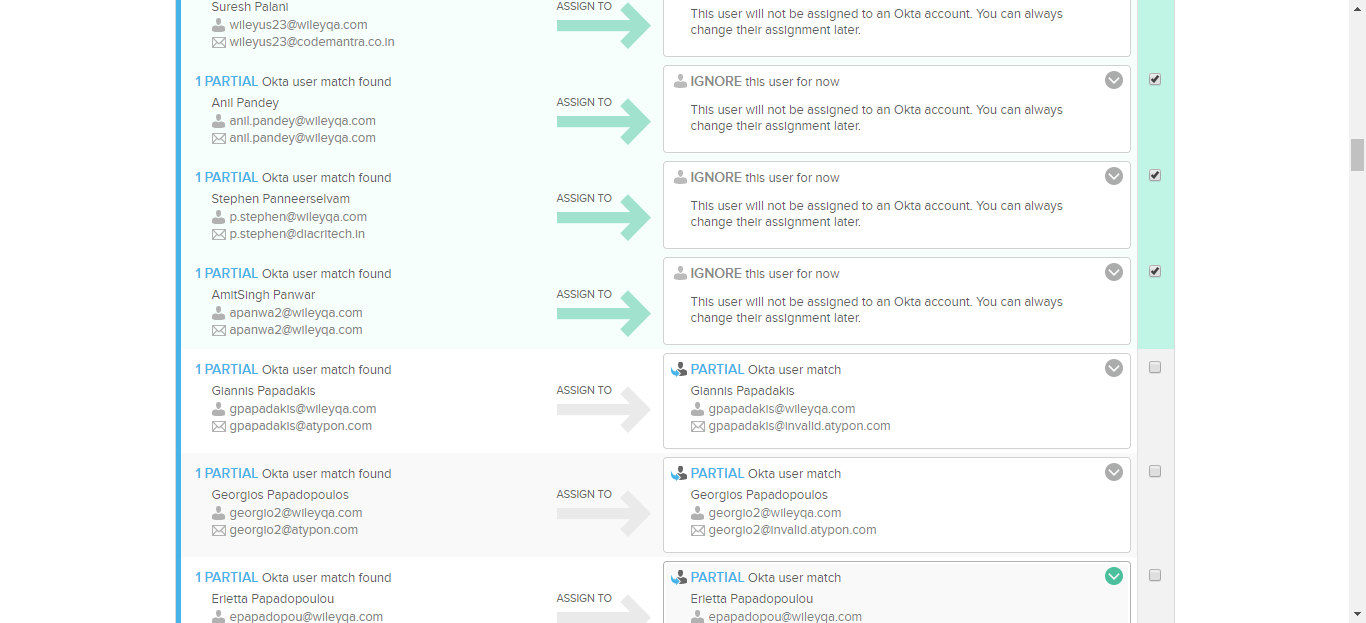 Suresh Palani
wileyus23@wileyqa.com
wileyus23@codemantra.co.in
ASSIGN TO
This user will not be assigned to an Okta account. You can always
change their assignment later.
1 PARTIAL Okta user match found
Anil Pandey
anil.pandey@wileyqa.com
anil.pandey@wileyqa.com
ASSIGN TO
IGNORE this user for now
This user will not be assigned to an Okta account. You can always
change their assignment later.
1 PARTIAL Okta user match found
Stephen Panneerselvam
p.stephen@wileyqa.com
p.stephen@diacritech.in
ASSIGN TO
IGNORE this user for now
This user will not be assigned to an Okta account. You can always
change their assignment later.
1 PARTIAL Okta user match found
AmitSingh Panwar
apanwa2@wileyqa.com
apanwa2@wileyqa.com
ASSIGN TO
IGNORE this user for now
This user will not be assigned to an Okta account. You can always
change their assignment later.
1 PARTIAL Okta user match found
Giannis Papadakis
gpapadakis@wileyqa.com
gpapadakis@atypon.com
ASSIGN TO
PARTIAL Okta user match
Giannis Papadakis
gpapadakis@wileyqa.com
gpapadakis@invalid.atypon.com
1 PARTIAL Okta user match found
Georgios Papadopoulos
georgio2@wileyqa.com
georgio2@atypon.com
ASSIGN TO
PARTIAL Okta user match
Georgios Papadopoulos
georgio2@wileyqa.com
georgio2@invalid.atypon.com
1 PARTIAL Okta user match found
Erietta Papadopoulou
epapadopou@wileyqa.com
ASSIGN TO
PARTIAL Okta user match
Erietta Papadopoulou
epapadopou@wileyqa.com